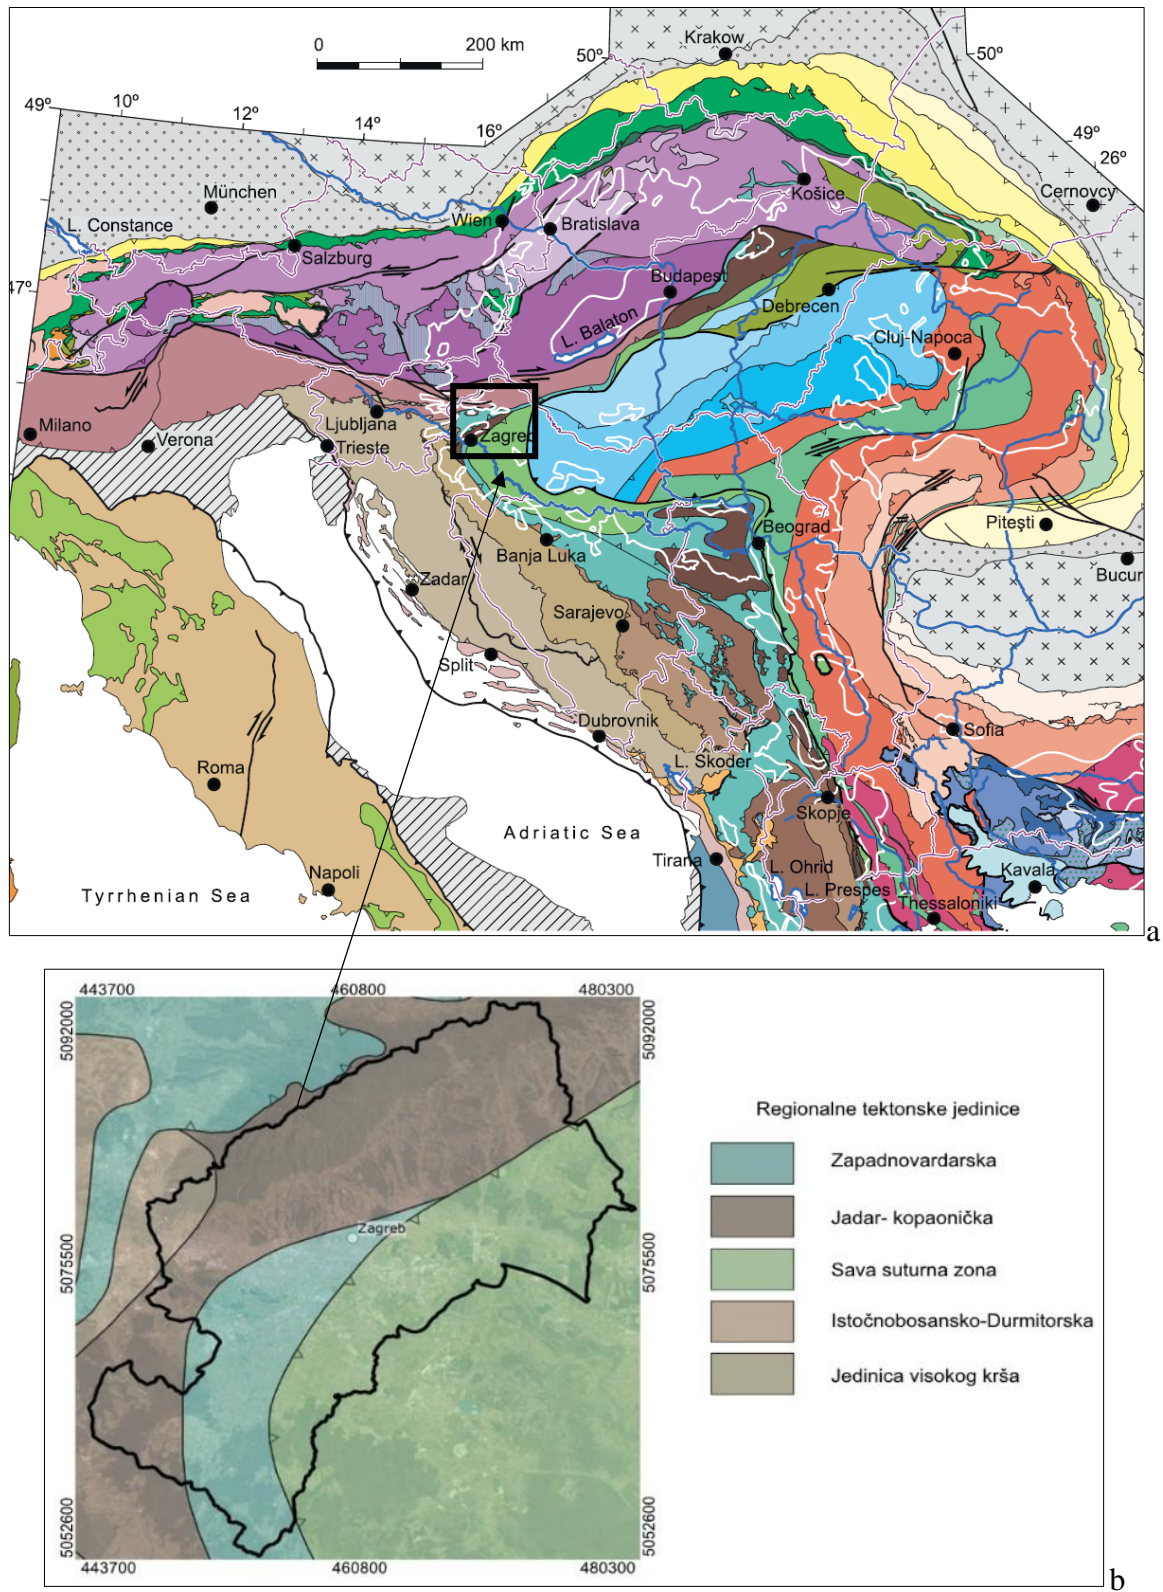 Krakow
0 200 km
50º
50º
10º
49º
12º
14º
16º
49º
26º
München
Košice
Cernovcy
L. Constance
Wien
Bratislava
Salzburg
Budapest
47º
Debrecen
L. Balaton
Cluj-Napoca
Milano
Verona
Ljubljana
Trieste
Zagreb
Pitești
Beograd
Banja Luka
Bucur
Zadar
Sarajevo
Split
Dubrovnik
Sofia
L. Skoder
Roma
Skopje
Adriatic Sea
Tirana
L. Ohrid
Kavala
Napoli
L. Prespes
Tyrrhenian Sea
Thessaloniki
a
443700 460800 480300
5092000
5092000
Regionalne tektonske jedinice
Zapadnovardarska
Jadar- kopaonička
Zagreb
5075500
5075500
Sava suturna zona
Istočnobosansko-Durmitorska
Jedinica visokog krša
5052600
5052600
443700 460800 480300
b